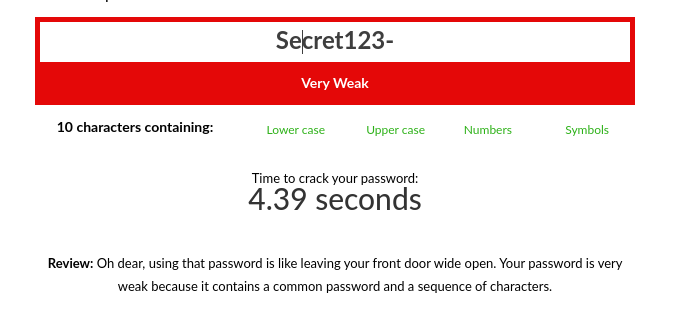 Secret123-
Very Weak
10 characters containing: Lower case Upper case Numbers Symbols
Time to crack your password:
4.39 seconds
Review: Oh dear, using that password is like leaving your front door wide open. Your password is very
weak because it contains a common password and a sequence of characters.